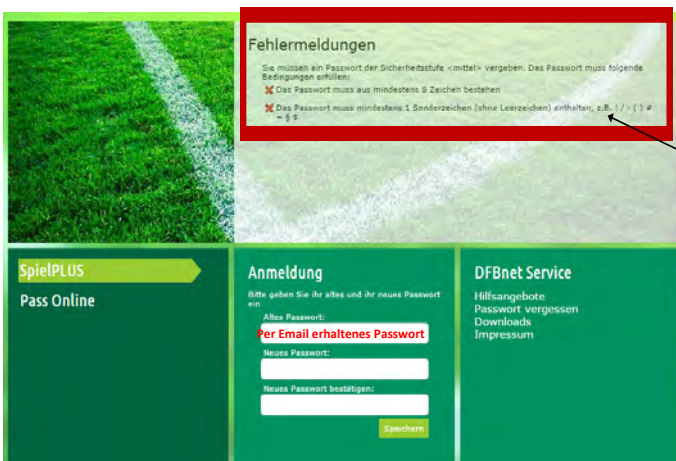 Fehlermeldungen
Sie müssen ein Passwort der Sicherheitsstufe <mittel> vergeben. Das Passwort muss folgende
Bedingungen erfüllen:
Das Passwort muss aus mindestens 8 Zeichen bestehen
Das Passwort muss mindestens 1 Sonderzeichen (ohne Leerzeichen) enthalten, z.B. ! / - ( ) #
§ $
SpielPLUS
Pass Online
Anmeldung
Bitte geben Sie ihr altes und ihr neues Passwort
ein
Altes Passwort:
Per Email erhaltenes Passwort
Neues Passwort:
Neues Passwort bestätigen:
Speichern
DFBnet Service
Hilfsangebote
Passwort vergessen
Downloads
Impressum